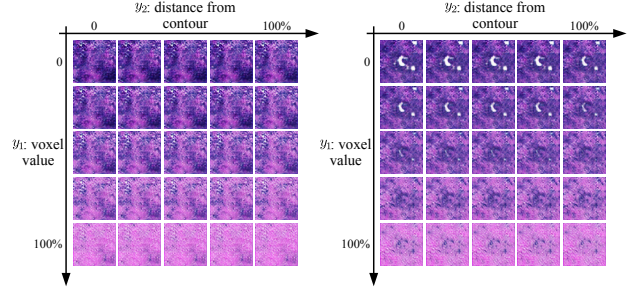 y₂: distance from
contour
0
100%
0
y₁: voxel
value
100%
y₂: distance from
contour
0
100%
0
y₁: voxel
value
100%